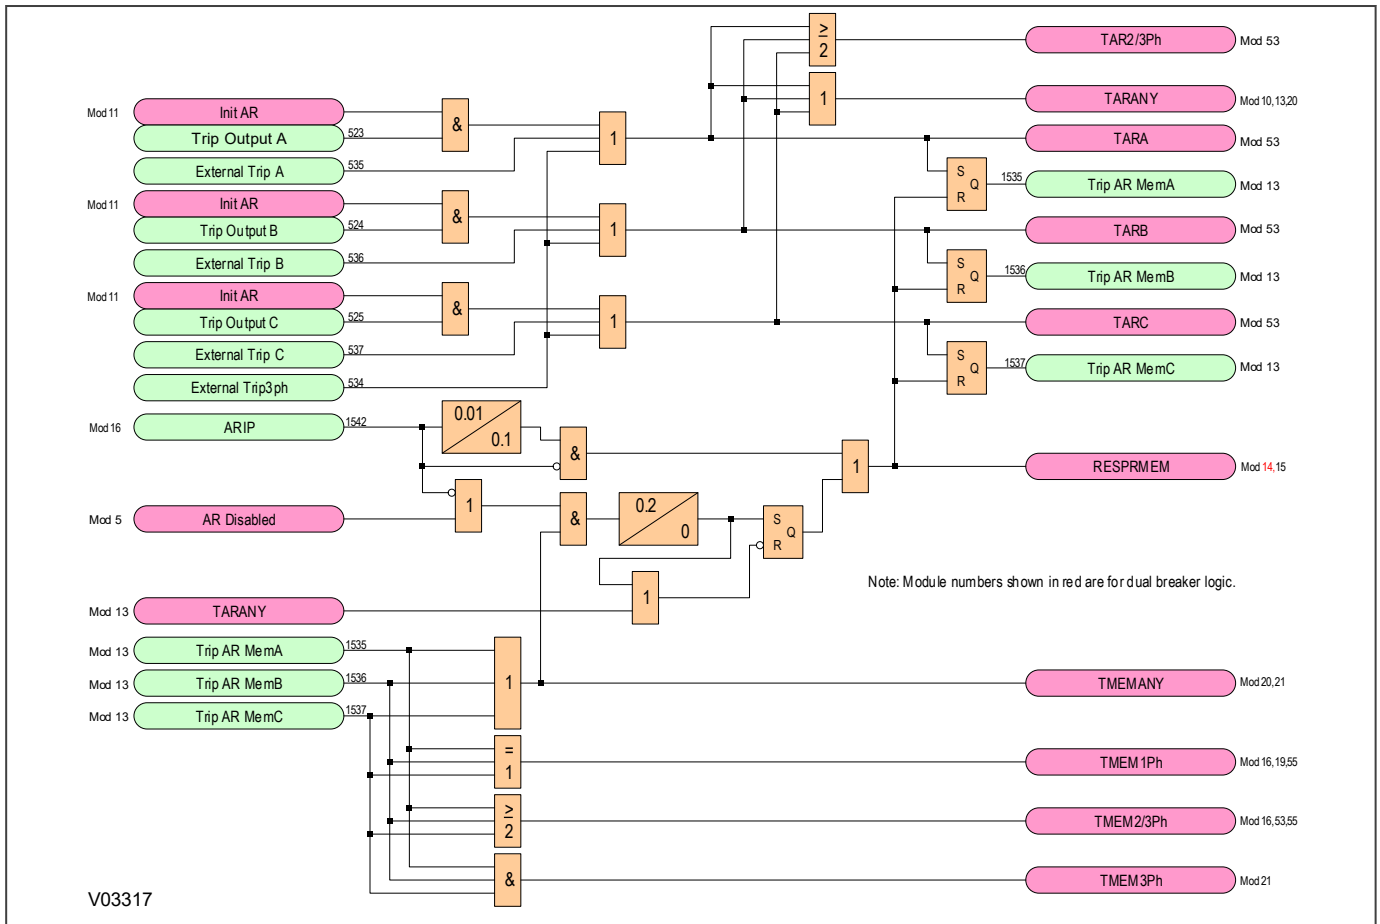 ≥
2
TAR2/3Ph
Mod 53
1
TARANY
Mod 10,13,20
Mod 11
Init AR
&
Trip Output A
523
1
TARA
Mod 53
External Trip A
535
S
Q
R
1535
Trip AR MemA
Mod 13
Mod 11
Init AR
&
Trip Output B
524
1
TARB
Mod 53
External Trip B
536
S
Q
R
1536
Trip AR MemB
Mod 13
Mod 11
Init AR
&
Trip Output C
525
1
TARC
Mod 53
External Trip C
537
S
Q
R
1537
Trip AR MemC
Mod 13
External Trip3ph
534
Mod 16
ARIP
1542
0.01
0.1
&
1
RESPRMEM
Mod 14,15
Mod 5
AR Disabled
1
&
0.2
0
S
Q
R
Note: Module numbers shown in red are for dual breaker logic.
Mod 13
TARANY
1
Mod 13
Trip AR MemA
1535
Mod 13
Trip AR MemB
1536
1
TMEMANY
Mod 20,21
Mod 13
Trip AR MemC
1537
=
1
TMEM1Ph
Mod 16,19,55
≥
2
TMEM2/3Ph
Mod 16,53,55
&
TMEM3Ph
Mod 21
V03317